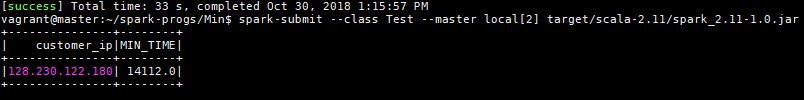 [success] Total time: 33 s, completed Oct 30, 2018 1:15:57 PM
vagrant@master:~/spark-progs/Min$ spark-submit --class Test --master local[2] target/scala-2.11/spark_2.11-1.0.jar
+---------------+--------+
|    customer_ip|MIN_TIME|
+---------------+--------+
|128.230.122.180| 14112.0|
+---------------+--------+